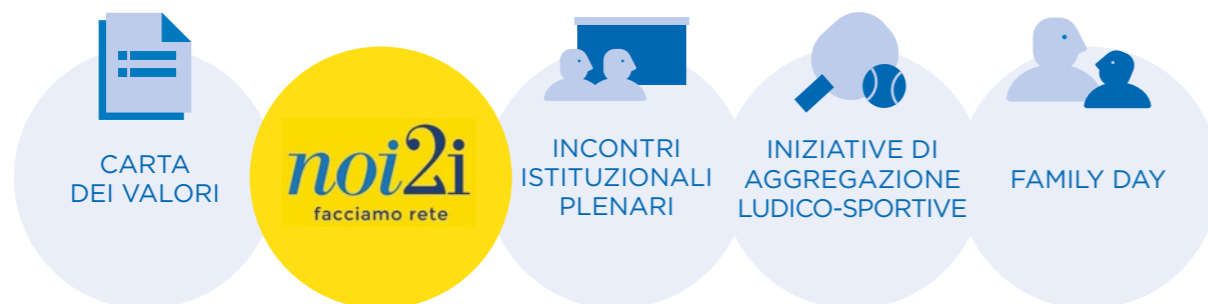 CARTA
DEI VALORI
noi2i
facciamo rete
INCONTRI
ISTITUZIONALI
PLENARI
INIZIATIVE DI
AGGREGAZIONE
LUDICO-SPORTIVE
FAMILY DAY